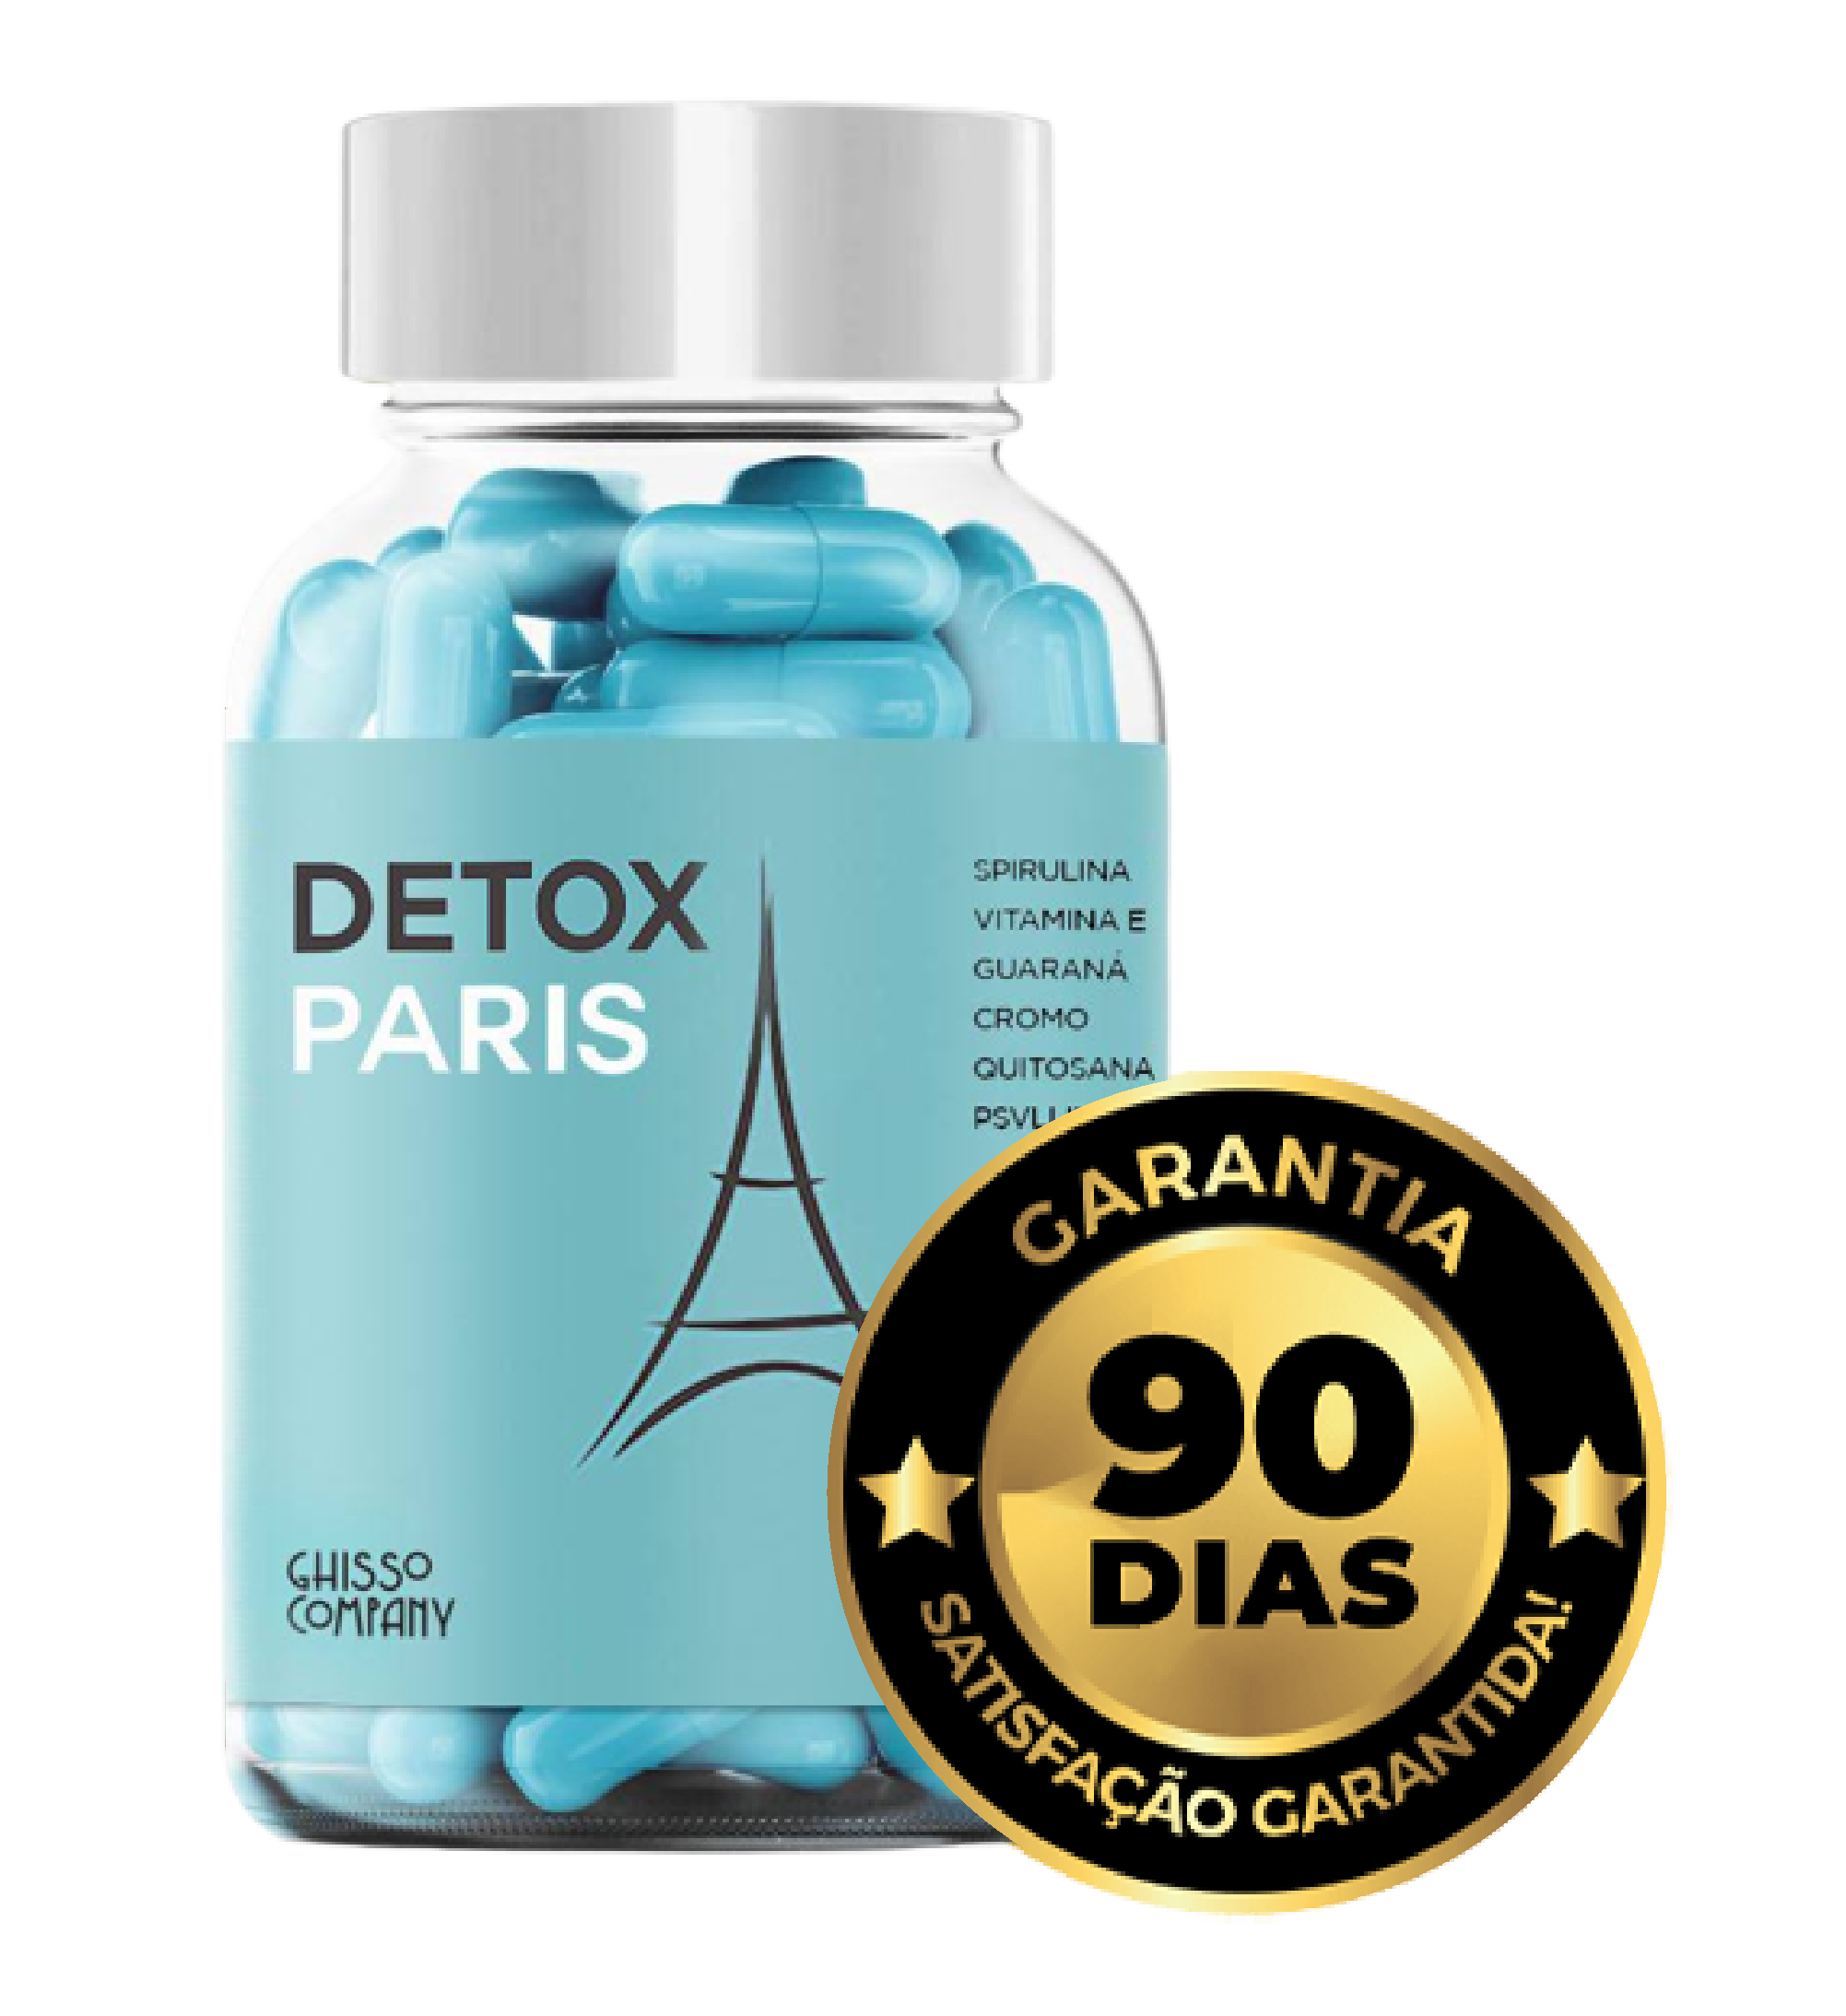 DETOX
PARIS
SPIRULINA
VITAMINA E
GUARANÁ
CROMO
QUITOSANA
GHISSO
COMPANY
GARANTIA
90
DIAS
SATISFAÇÃO GARANTIDA!